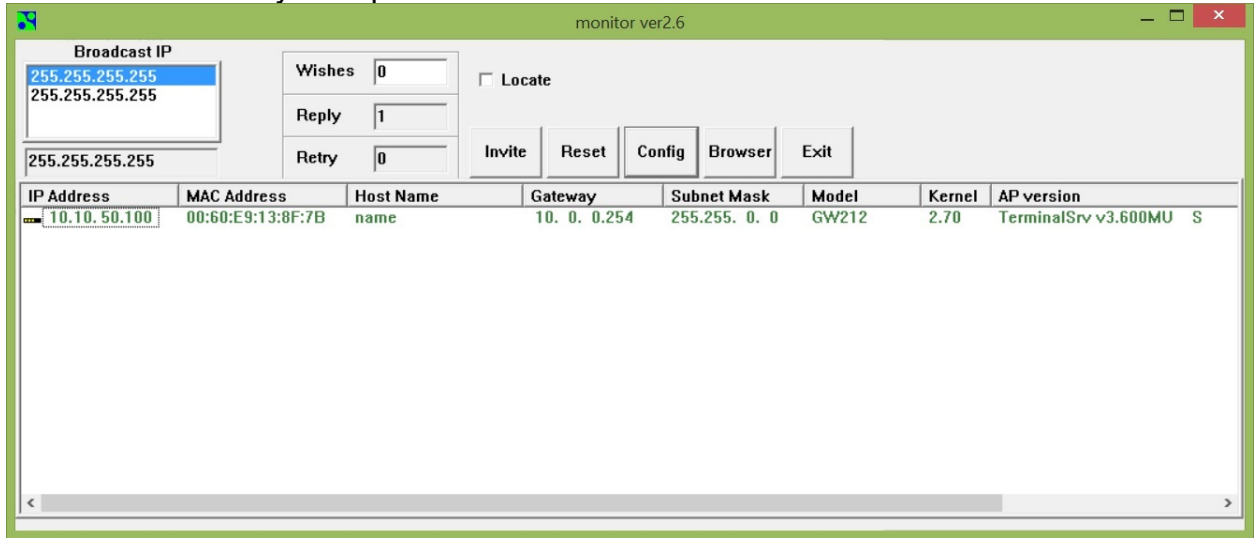 monitor ver2.6
Broadcast IP
255.255.255.255
255.255.255.255
255.255.255.255
Wishes 0
Reply 1
Retry 0
Locate
Invite Reset Config Browser Exit
IP Address MAC Address Host Name Gateway Subnet Mask Model Kernel AP version
10.10.50.100 00:60:E9:13:8F:7B name 10. 0. 0.254 255.255. 0. 0 GW212 2.70 TerminalSrv v3.600MU S